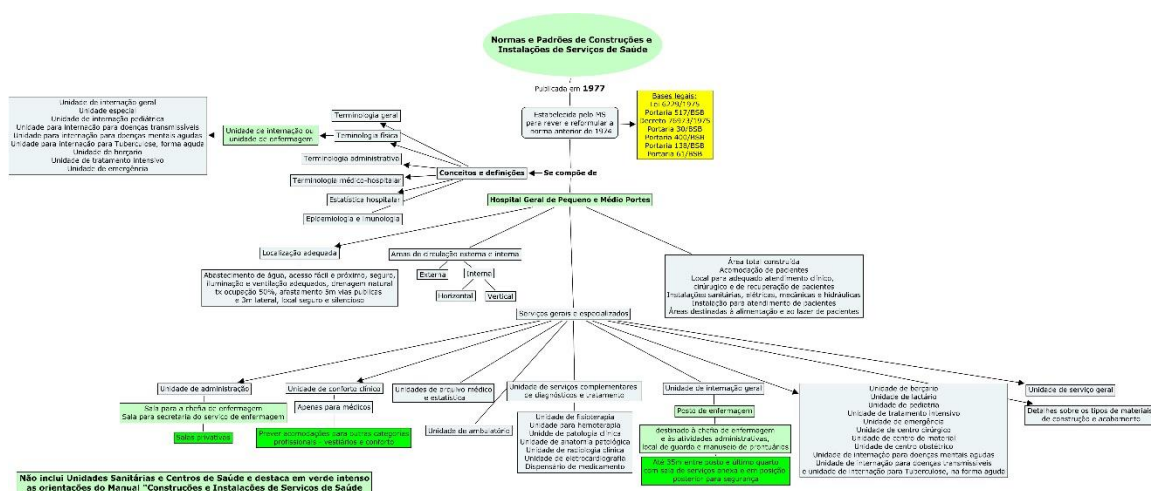 Normas e Padrões de Construções e
Instalações de Serviços de Saúde
Publicada em 1977
Estabelecida pelo MS
para rever e reformular a
norma anterior de 1974
Bases legais:
Lei 6229/1975
Portaria 517/BSB
Decreto 76973/1975
Portaria 30/BSB
Portaria 400/BSB
Portaria 138/BSB
Portaria 61/BSB
Se compõe de
Conceitos e definições
Terminologia geral
Terminologia física
Terminologia administrativa
Terminologia médico-hospitalar
Estatística hospitalar
Epidemiologia e imunologia
Unidade de internação ou
unidade de enfermagem
Unidade de internação geral
Unidade especial
Unidade de internação pediátrica
Unidade para internação para doenças transmissíveis
Unidade para internação para doenças mentais agudas
Unidade para internação para Tuberculose, forma aguda
Unidade de berçário
Unidade de tratamento intensivo
Unidade de emergência
Hospital Geral de Pequeno e Médio Portes
Localização adequada
Abastecimento de água, acesso fácil e próximo, seguro,
iluminação e ventilação adequados, drenagem natural
tx ocupação 50%, afastamento 5m vias publicas
e 3m lateral, local seguro e silencioso
Areas de circulação externa e interna
Externa
Interna
Horizontal
Vertical
Área total construída
Acomodação de pacientes
Local para adequado atendimento clínico,
cirúrgico e de recuperação de pacientes
Instalações sanitárias, elétricas, mecânicas e hidráulicas
Instalação para atendimento de pacientes
Áreas destinadas à alimentação e ao lazer de pacientes
Serviços gerais e especializados
Unidade de administração
Sala para a chefia de enfermagem
Sala para secretaria do serviço de enfermagem
Salas privativas
Unidade de conforto clínico
Apenas para médicos
Prever acomodações para outras categorias
profissionais - vestiários e conforto
Unidades de arquivo médico
e estatística
Unidade de ambulatório
Unidade de serviços complementares
de diagnósticos e tratamento
Unidade de fisioterapia
Unidade para hemoterapia
Unidde de patologia clínica
Unidade de anatomia patológica
Unidade de radiologia clínica
Unidade de eletrocardiografia
Dispensário de medicamento
Unidade de internação geral
Posto de enfermagem
destinado à chefia de enfermagem
e às atividades administrativas,
local de guarda e manuseio de prontuários
Até 35m entre posto e último quarto
com sala de serviços anexa e em posição
posterior para segurança
Unidade de berçário
Unidade de lactário
Unidade de pediatria
Unidade de tratamento intensivo
Unidade de emergência
Unidade de centro cirúrgico
Unidade de centro de material
Unidade de centro obstétrico
Unidade de internação para doenças mentais agudas
Unidade de internação para doenças transmissíveis
e unidade de internação para Tuberculose, na forma aguda
Unidade de serviço geral
Detalhes sobre os tipos de materiais
de construção e acabamento
Não inclui Unidades Sanitárias e Centros de Saúde e destaca em verde intenso
as orientações do Manual "Construções e Instalações de Serviços de Saúde